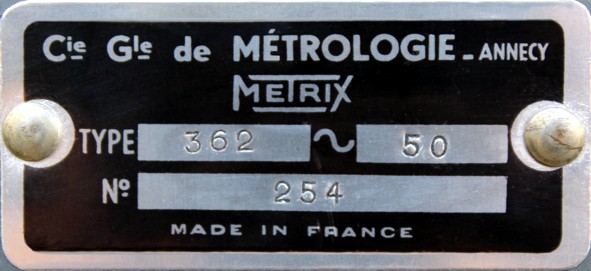 Cie Gle de MÉTROLOGIE - ANNECY
METRIX
TYPE 362 ~ 50
No 254
MADE IN FRANCE